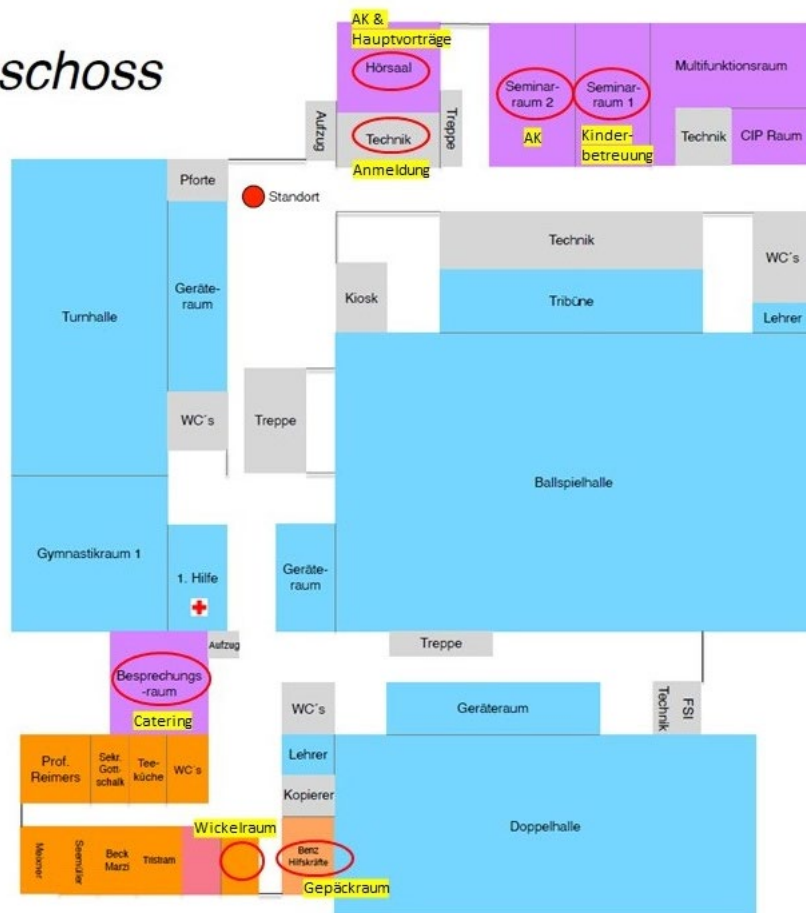 schoss
AK &
Hauptvorträge
Hörsaal
Aufzug
Technik
Treppe
Anmeldung
Seminar-
raum 2
AK
Seminar-
raum 1
Kinder-
betreuung
Multifunktionsraum
Technik
CIP Raum
Pforte
Standort
Turnhalle
Geräte-
raum
WC´s
Kiosk
Technik
Tribüne
WC´s
Lehrer
Treppe
Ballspielhalle
Gymnastikraum 1
1. Hilfe
Geräte-
raum
Aufzug
Treppe
Besprechungs
-raum
Catering
WC´s
Geräteraum
Technik
FSI
Prof.
Reimers
Sekr.
Gott-
schalk
Tee-
küche
WC´s
Lehrer
Kopierer
Doppelhalle
Wickelraum
Meixner
Seemüller
Beck
Marzi
Tristram
Benz
Hilfskräfte
Gepäckraum